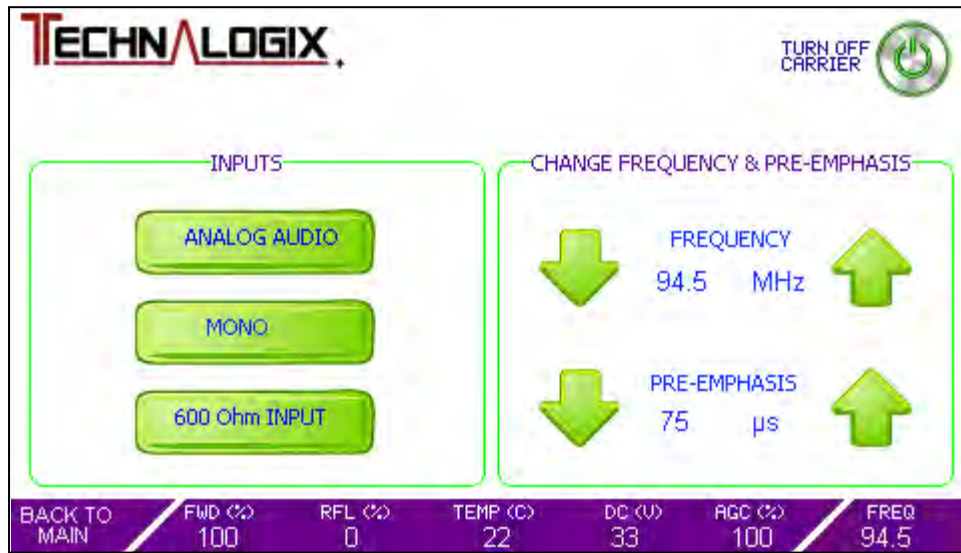 TECHNALOGIX
TURN OFF
CARRIER
INPUTS
ANALOG AUDIO
MONO
600 Ohm INPUT
CHANGE FREQUENCY & PRE-EMPHASIS
FREQUENCY
94.5 MHz
PRE-EMPHASIS
75 µs
BACK TO
MAIN
FWD (%)
100
RFL (%)
0
TEMP (C)
22
DC (V)
33
AGC (%)
100
FREQ
94.5